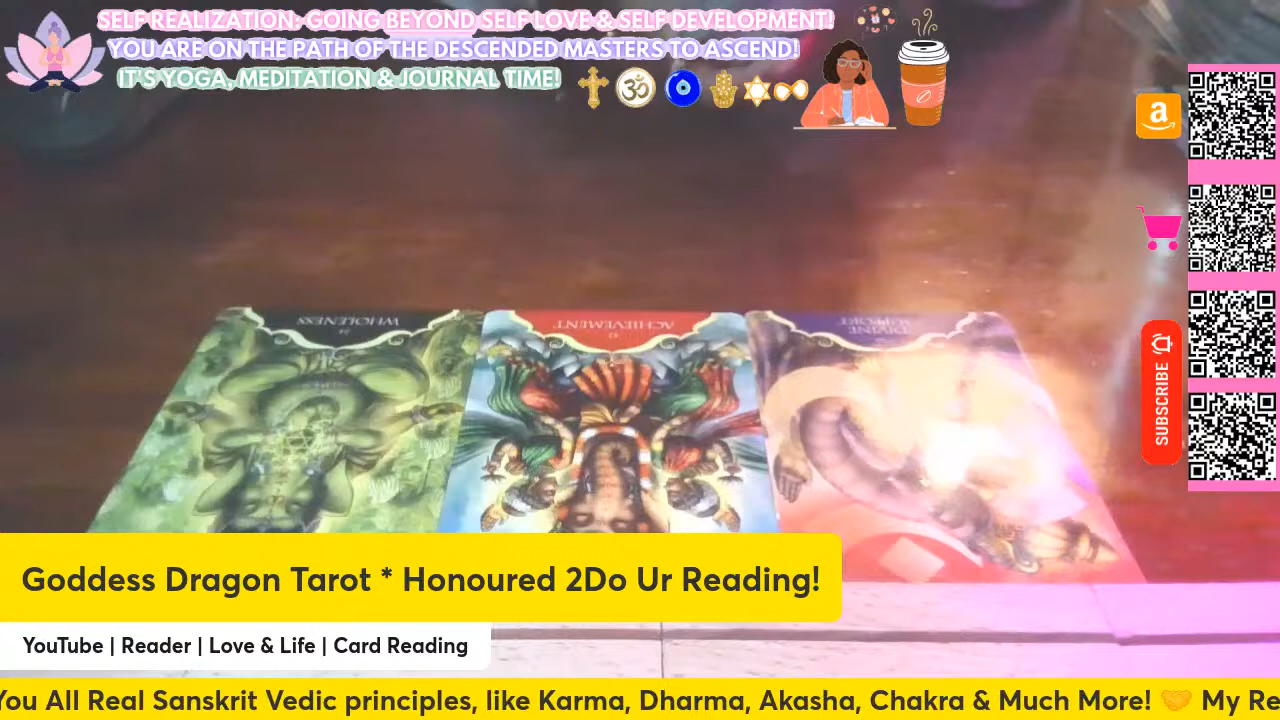 SELF REALIZATION: GOING BEYOND SELF LOVE & SELF DEVELOPMENT!
YOU ARE ON THE PATH OF THE DESCENDED MASTERS TO ASCEND!
IT'S YOGA, MEDITATION & JOURNAL TIME!
ॐ
a
SUBSCRIBE
WHOLENESS
ACHIEVEMENT
DIVINE
SUPPORT
Goddess Dragon Tarot * Honoured 2Do Ur Reading!
YouTube | Reader | Love & Life | Card Reading
You All Real Sanskrit Vedic principles, like Karma, Dharma, Akasha, Chakra & Much More! 🤝 My Re